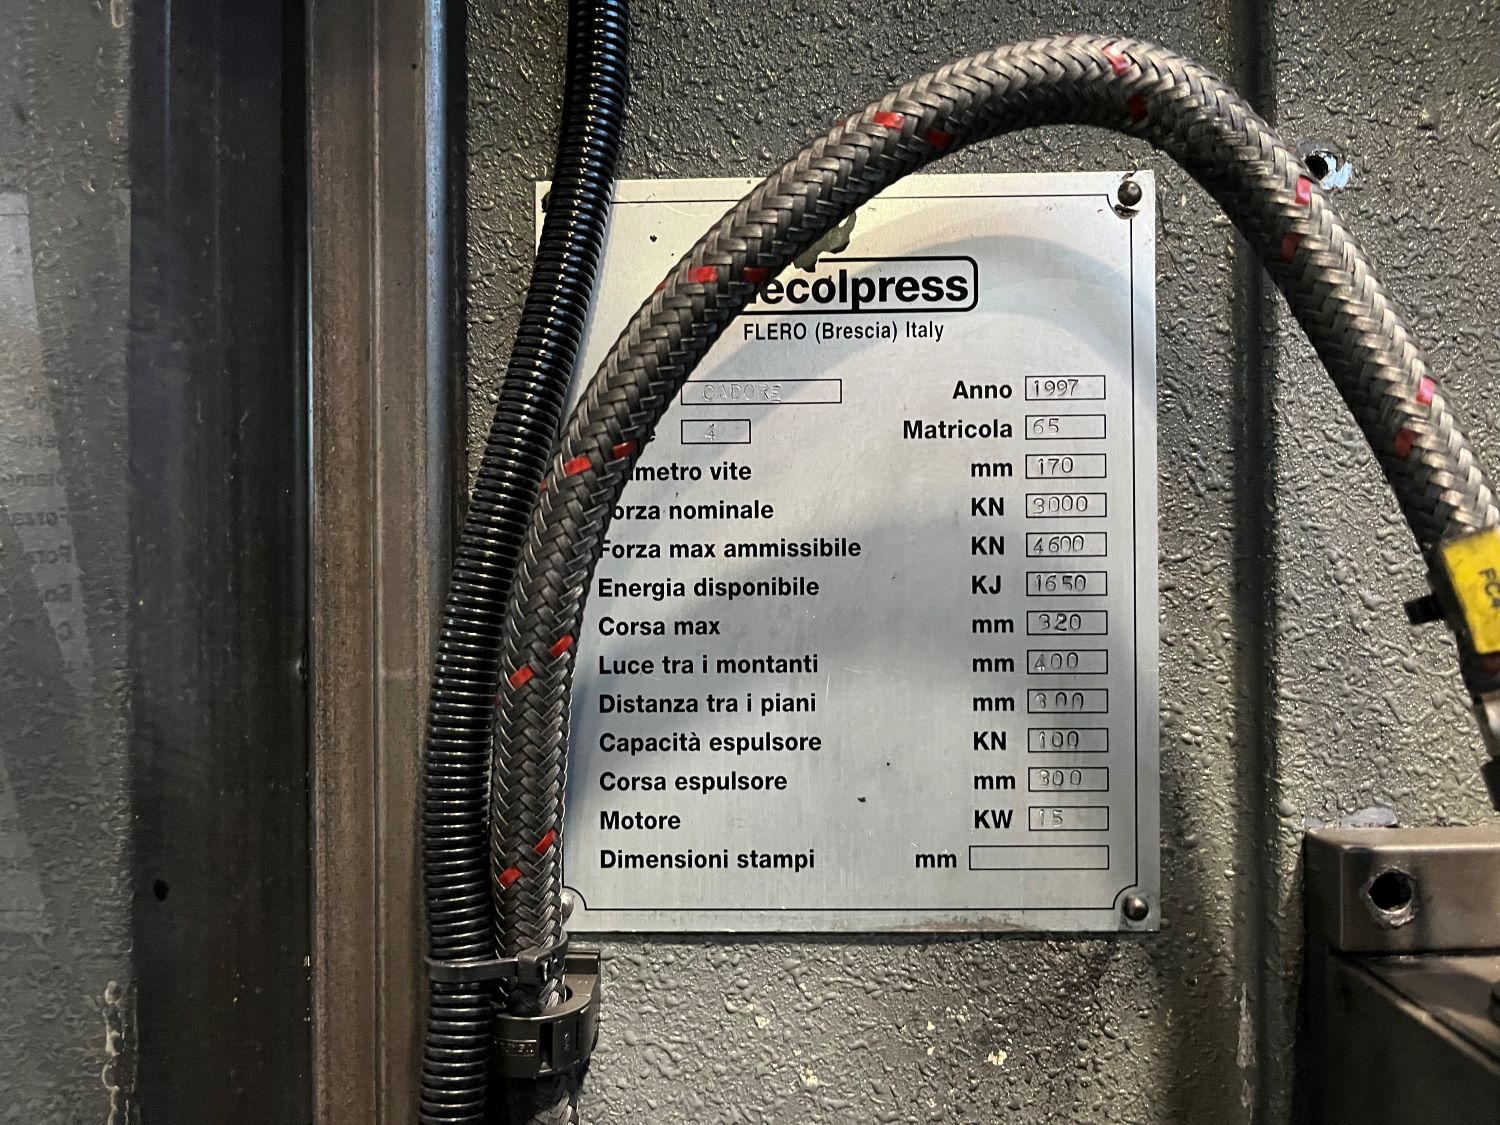 ecolpress
FLERO (Brescia) Italy
CADORE Anno 1997
4 Matricola 65
metro vite mm 170
orza nominale KN 3000
Forza max ammissibile KN 4600
Energia disponibile KJ 1650
Corsa max mm 320
Luce tra i montanti mm 400
Distanza tra i piani mm 300
Capacità espulsore KN 100
Corsa espulsore mm 300
Motore KW 15
Dimensioni stampi mm